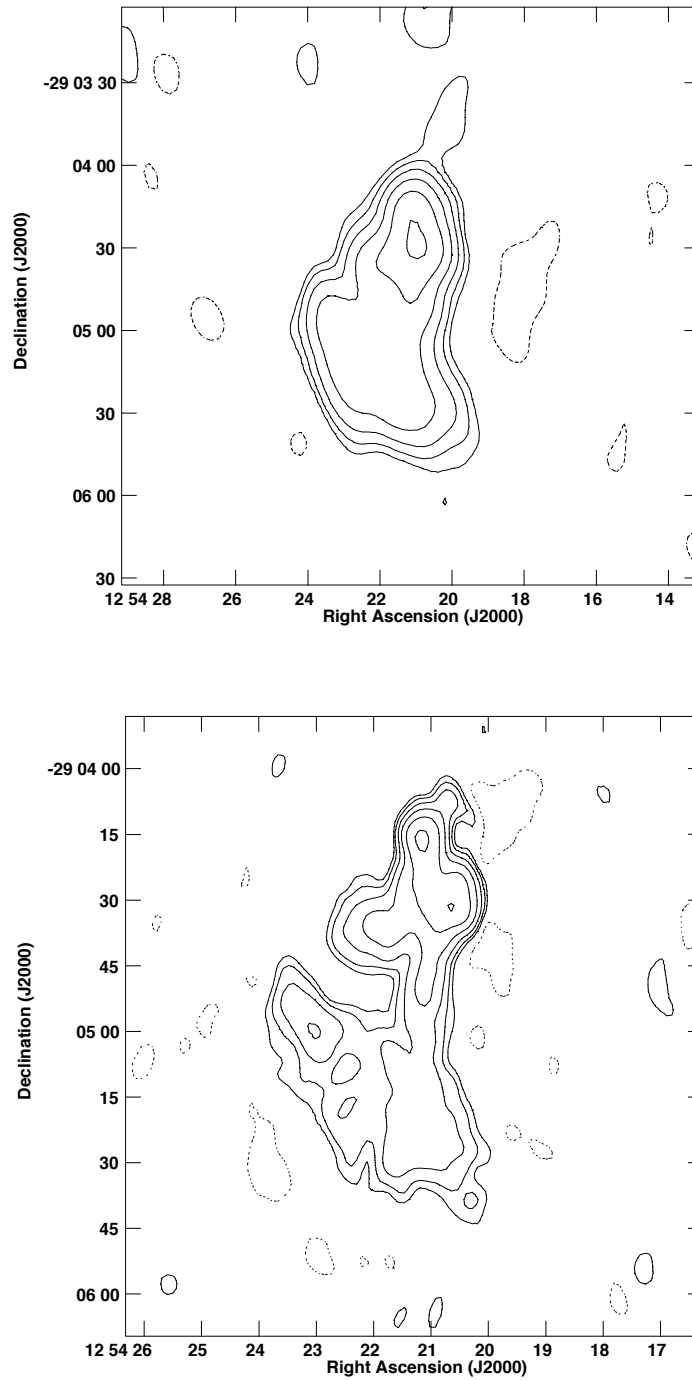 -29 03 30
04 00
30
05 00
30
06 00
30
Declination (J2000)
12 54 28 26 24 22 20 18 16 14
Right Ascension (J2000)
-29 04 00
15
30
45
05 00
15
30
45
06 00
Declination (J2000)
12 54 26 25 24 23 22 21 20 19 18 17
Right Ascension (J2000)